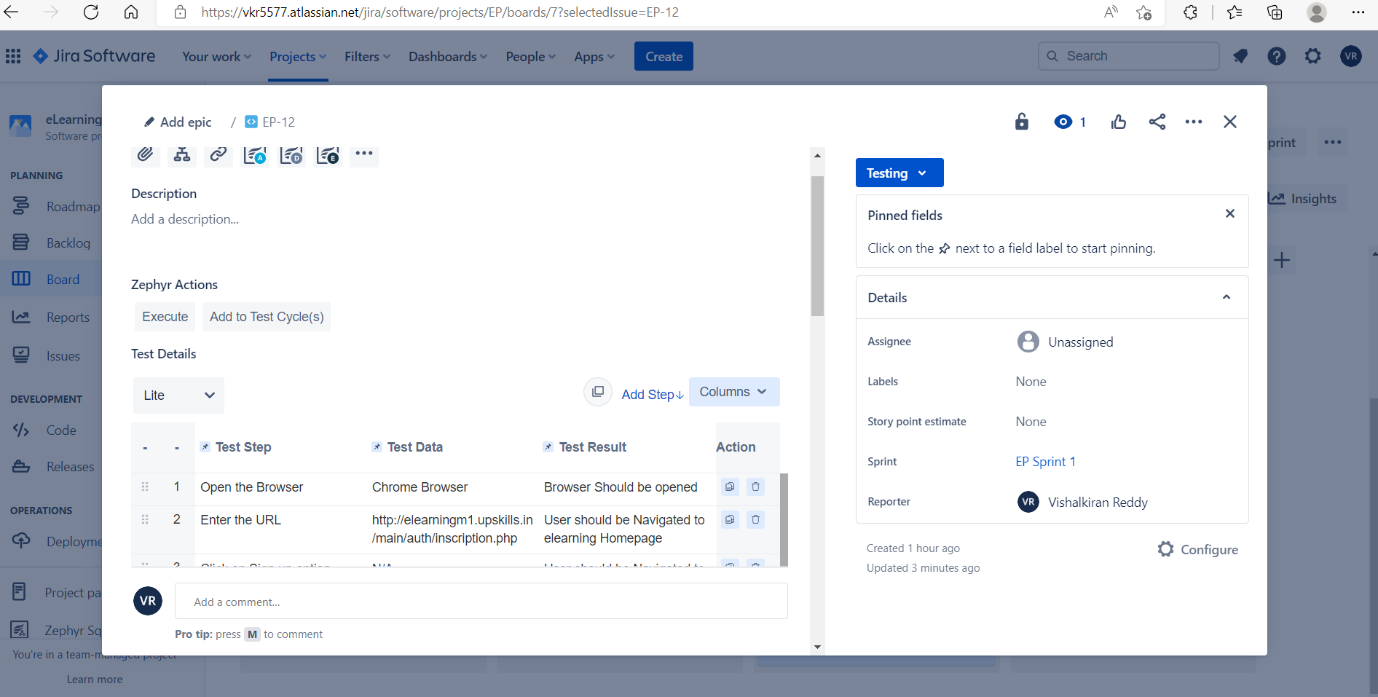 https://vkr5577.atlassian.net/jira/software/projects/EP/boards/7?selectedIssue=EP-12
Jira Software Your work Projects Filters Dashboards People Apps Create Search VR
eLearning
Software pr
PLANNING
Roadmap
Backlog
Board
Reports
Issues
DEVELOPMENT
Code
Releases
OPERATIONS
Deployme
Project pa
Zephyr Sq
You're in a team-managed project
Learn more
Add epic / EP-12
1
Description
Add a description...
Zephyr Actions
Execute Add to Test Cycle(s)
Test Details
Lite Add Step↓ Columns
- - Test Step Test Data Test Result Action
1 Open the Browser Chrome Browser Browser Should be opened
2 Enter the URL http://elearningm1.upskills.in User should be Navigated to
/main/auth/inscription.php elearning Homepage
VR Add a comment...
Pro tip: press M to comment
Testing
Pinned fields
Click on the next to a field label to start pinning.
Details
Assignee Unassigned
Labels None
Story point estimate None
Sprint EP Sprint 1
Reporter VR Vishalkiran Reddy
Created 1 hour ago
Updated 3 minutes ago
Configure
print
Insights